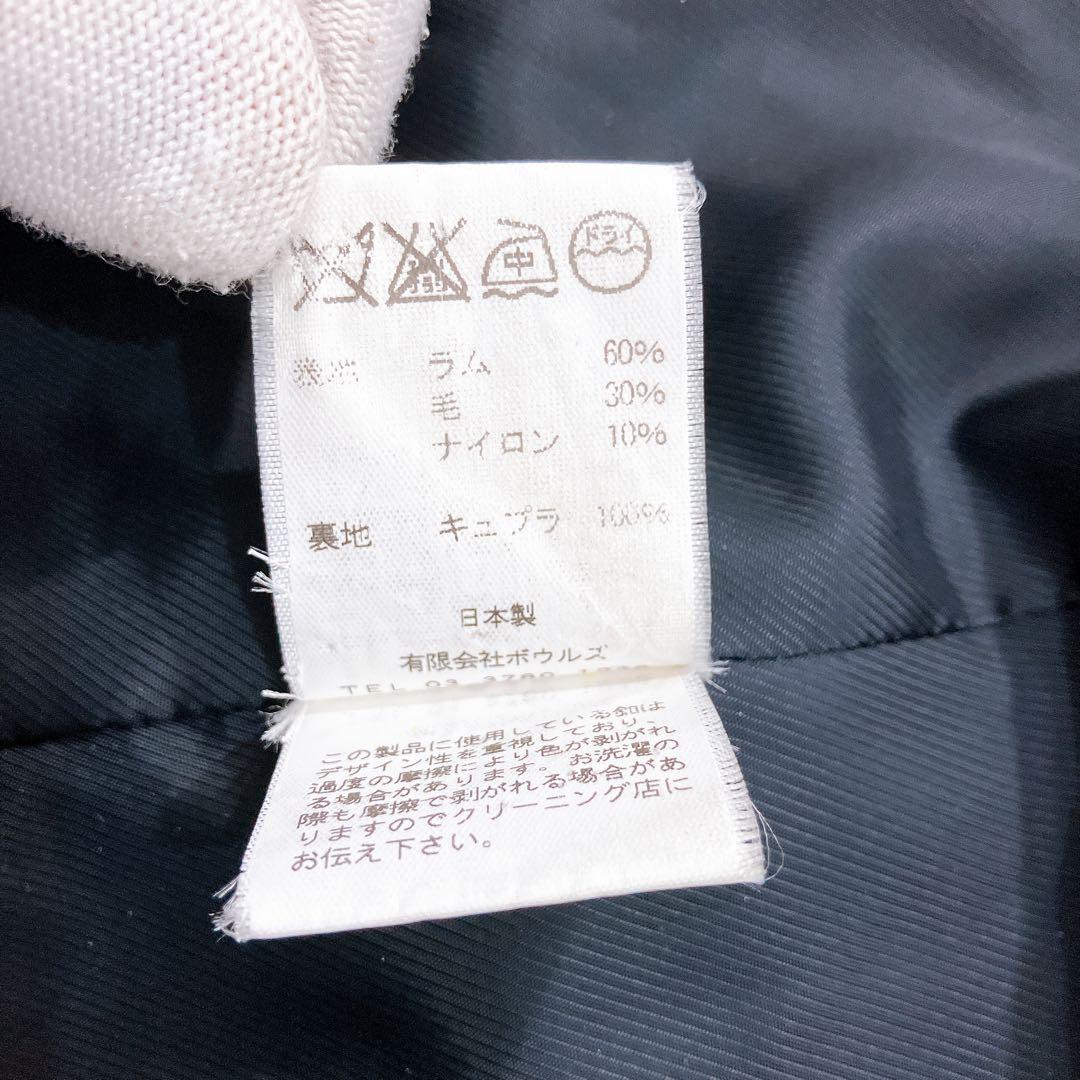 中 ドライ
ラム 60%
毛 30%
ナイロン 10%
裏地 キュプラ 100%
日本製
有限会社ボウルズ
TEL 03 3780
この製品に使用している釦は
デザイン性を重視しており、
過度の摩擦により色が剥がれ
る場合があります。お洗濯の
際も摩擦で剥がれる場合があ
りますのでクリーニング店に
お伝え下さい。